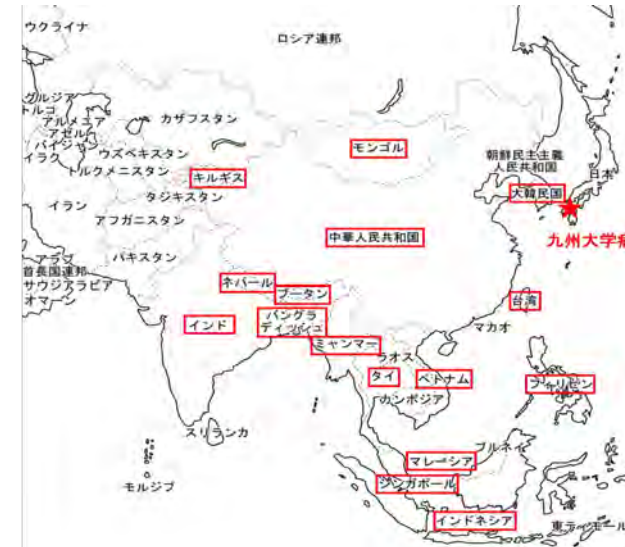 ウクライナ
ロシア連邦
グルジア
トルコ
アルメニア
アゼル
バイジャン
イラク
カザフスタン
ウズベキスタン
トルクメニスタン
キルギス
タジキスタン
モンゴル
朝鮮民主主義
人民共和国
日本
大韓民国
イラン
アフガニスタン
中華人民共和国
九州大学病
パキスタン
アラブ
首長国連邦
サウジアラビア
オマーン
ネパール
ブータン
インド
バングラ
ディッシュ
ミャンマー
台湾
マカオ
ラオス
タイ
ベトナム
カンボジア
フィリピン
スリランカ
モルジブ
ブルネイ
マレーシア
シンガポール
インドネシア
東ティモール